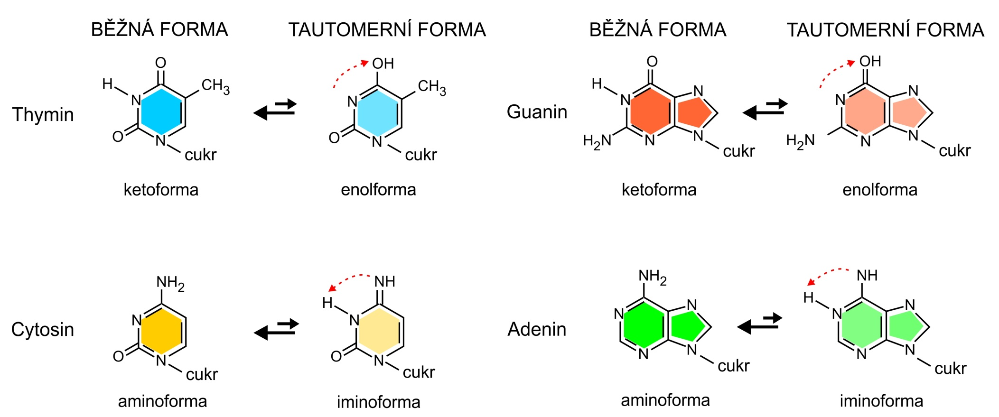 BĚŽNÁ FORMA TAUTOMERNÍ FORMA BĚŽNÁ FORMA TAUTOMERNÍ FORMA
Thymin
O
H
CH3
N
O
N
cukr
ketoforma
OH
CH3
N
O
N
cukr
enolforma
Guanin
O
H
N
N
H2N
N
N
cukr
ketoforma
OH
N
N
H2N
N
N
cukr
enolforma
Cytosin
NH2
N
O
N
cukr
aminoforma
NH
H
N
O
N
cukr
iminoforma
Adenin
NH2
N
N
N
N
cukr
aminoforma
NH
H
N
N
N
N
cukr
iminoforma